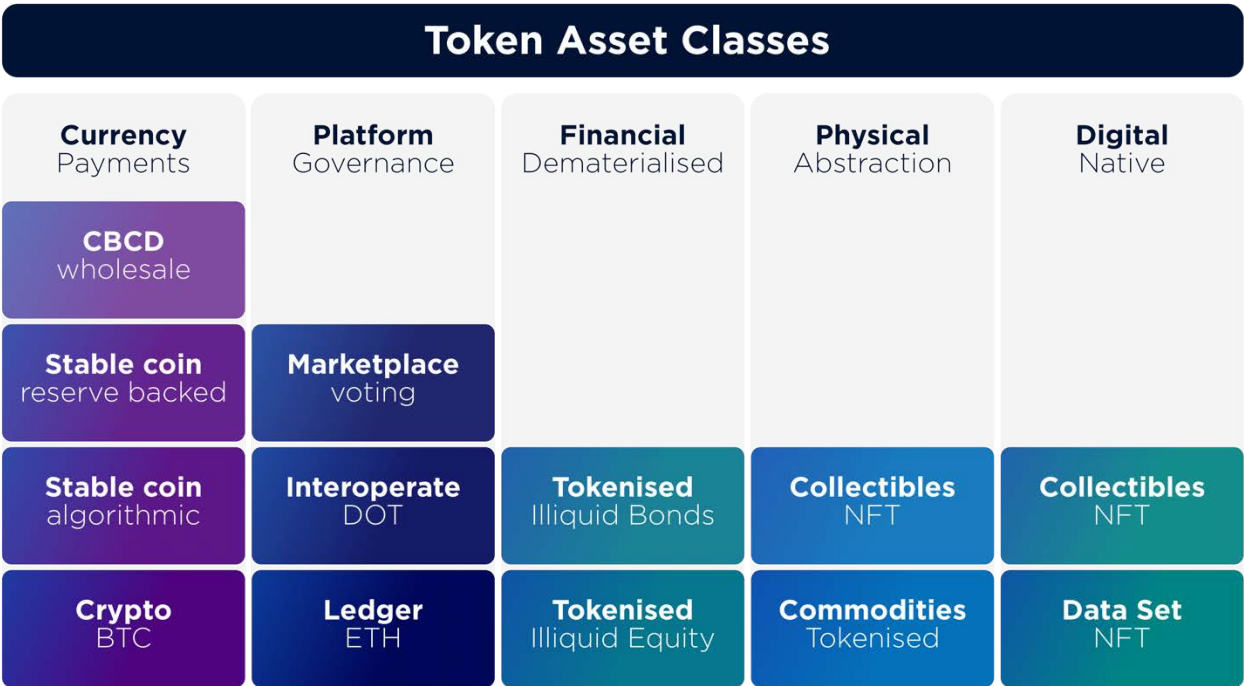 Token Asset Classes
Currency
Payments
Platform
Governance
Financial
Dematerialised
Physical
Abstraction
Digital
Native
CBCD
wholesale
Stable coin
reserve backed
Marketplace
voting
Stable coin
algorithmic
Interoperate
DOT
Tokenised
Illiquid Bonds
Collectibles
NFT
Collectibles
NFT
Crypto
BTC
Ledger
ETH
Tokenised
Illiquid Equity
Commodities
Tokenised
Data Set
NFT